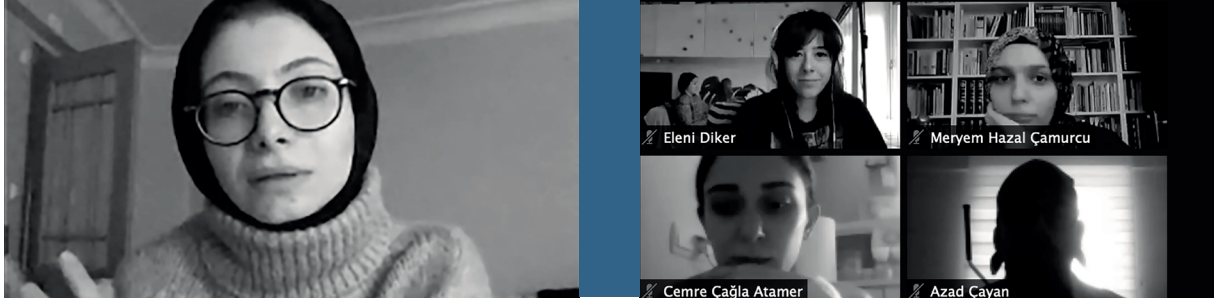 Eleni Diker
Meryem Hazal Çamurcu
Cemre Çağla Atamer
Azad Çayan